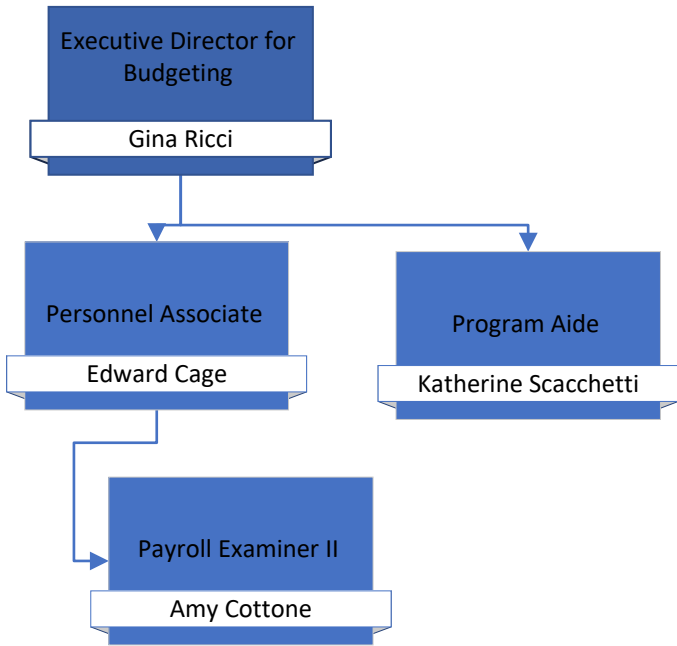 Executive Director for
Budgeting
Gina Ricci
Personnel Associate
Edward Cage
Program Aide
Katherine Scacchetti
Payroll Examiner II
Amy Cottone